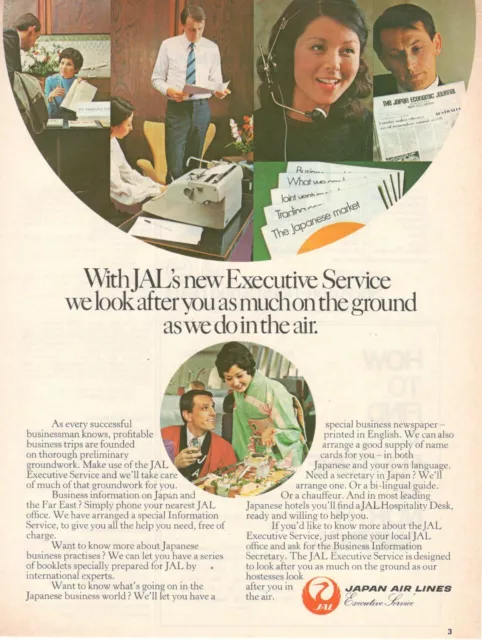 THE JAPAN ECONOMIC JOURNAL
AUSTRALIA
What we
Joint
Trading
The Japanese market
With JAL's new Executive Service
we look after you as much on the ground
as we do in the air.
As every successful
businessman knows, profitable
business trips are founded
on thorough preliminary
groundwork. Make use of the JAL
Executive Service and we'll take care
of much of that groundwork for you.
Business information on Japan and
the Far East? Simply phone your nearest JAL
office. We have arranged a special Information
Service, to give you all the help you need, free of
charge.
Want to know more about Japanese
business practises? We can let you have a series
of booklets specially prepared for JAL by
international experts.
Want to know what's going on in the
Japanese business world? We'll let you have a
special business newspaper –
printed in English. We can also
arrange a good supply of name
cards for you – in both
Japanese and your own language.
Need a secretary in Japan? We'll
arrange one. Or a bi-lingual guide.
Or a chauffeur. And in most leading
Japanese hotels you'll find a JAL Hospitality Desk,
ready and willing to help you.
If you'd like to know more about the JAL
Executive Service, just phone your local JAL
office and ask for the Business Information
Secretary. The JAL Executive Service is designed
to look after you as much on the ground as our
hostesses look
after you in
the air.
JAL
JAPAN AIR LINES
Executive Service
3